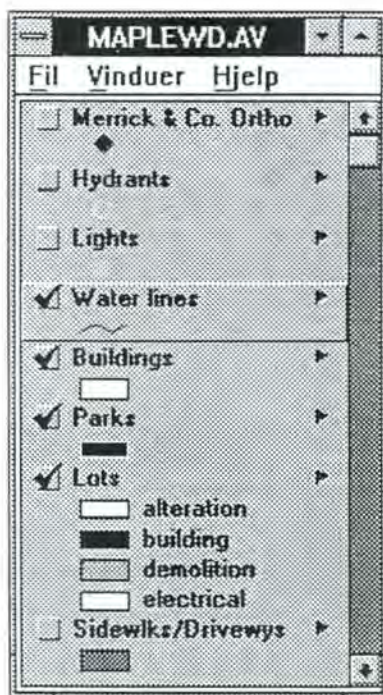 MAPLEWD.AV
Fil Vinduer Hjelp
Merrick & Co. Ortho
Hydrants
Lights
Water lines
Buildings
Parks
Lots
alteration
building
demolition
electrical
Sidewlks/Drivewys